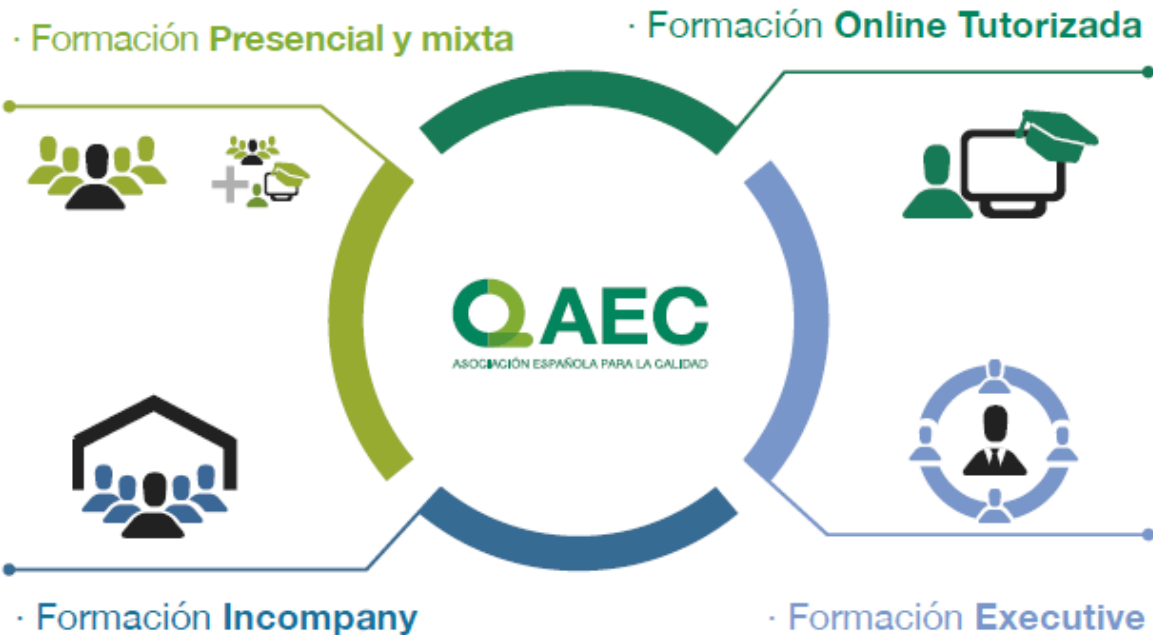 · Formación Presencial y mixta
· Formación Online Tutorizada
AEC
ASOCIACIÓN ESPAÑOLA PARA LA CALIDAD
· Formación Incompany
· Formación Executive